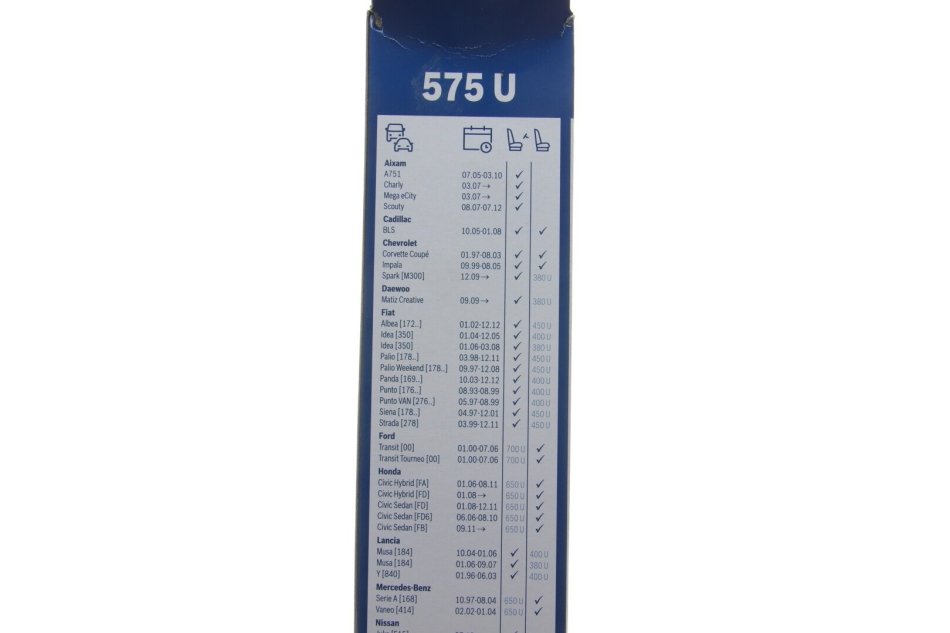 575 U
Aixam
A751 07.05-03.10 ✓
Charly 03.07 → ✓
Mega eCity 03.07 → ✓
Scouty 08.07-07.12 ✓
Cadillac
BLS 10.05-01.08 ✓ ✓
Chevrolet
Corvette Coupé 01.97-08.03 ✓ ✓
Impala 09.99-08.05 ✓ ✓
Spark [M300] 12.09 → ✓ 380 U
Daewoo
Matiz Creative 09.09 → ✓ 380 U
Fiat
Albea [172..] 01.02-12.12 ✓ 450 U
Idea [350] 01.04-12.05 ✓ 400 U
Idea [350] 01.06-03.08 ✓ 380 U
Palio [178..] 03.98-12.11 ✓ 450 U
Palio Weekend [178..] 09.97-12.08 ✓ 450 U
Panda [169..] 10.03-12.12 ✓ 400 U
Punto [176..] 08.93-08.99 ✓ 400 U
Punto VAN [276..] 05.97-08.99 ✓ 400 U
Siena [178..] 04.97-12.01 ✓ 450 U
Strada [278] 03.99-12.11 ✓ 450 U
Ford
Transit [00] 01.00-07.06 700 U ✓
Transit Tourneo [00] 01.00-07.06 700 U ✓
Honda
Civic Hybrid [FA] 01.06-08.11 650 U ✓
Civic Hybrid [FD] 01.08 → 650 U ✓
Civic Sedan [FD] 01.08-12.11 650 U ✓
Civic Sedan [FD6] 06.06-08.10 650 U ✓
Civic Sedan [FB] 09.11 → 650 U ✓
Lancia
Musa [184] 10.04-01.06 ✓ 400 U
Musa [184] 01.06-09.07 ✓ 380 U
Y [840] 01.96-06.03 ✓ 400 U
Mercedes-Benz
Serie A [168] 10.97-08.04 650 U ✓
Vaneo [414] 02.02-01.04 650 U ✓
Nissan